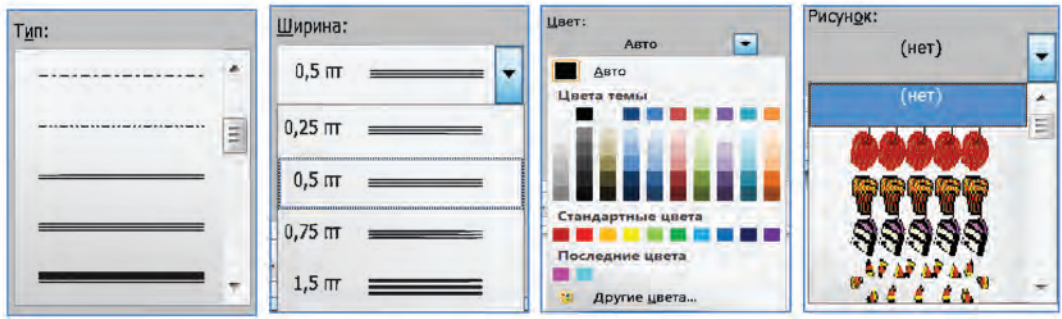 Тип:
Ширина:
0,5 пт
0,25 пт
0,5 пт
0,75 пт
1,5 пт
Цвет:
Авто
Авто
Цвета темы
Стандартные цвета
Последние цвета
Другие цвета...
Рисунок:
(нет)
(нет)